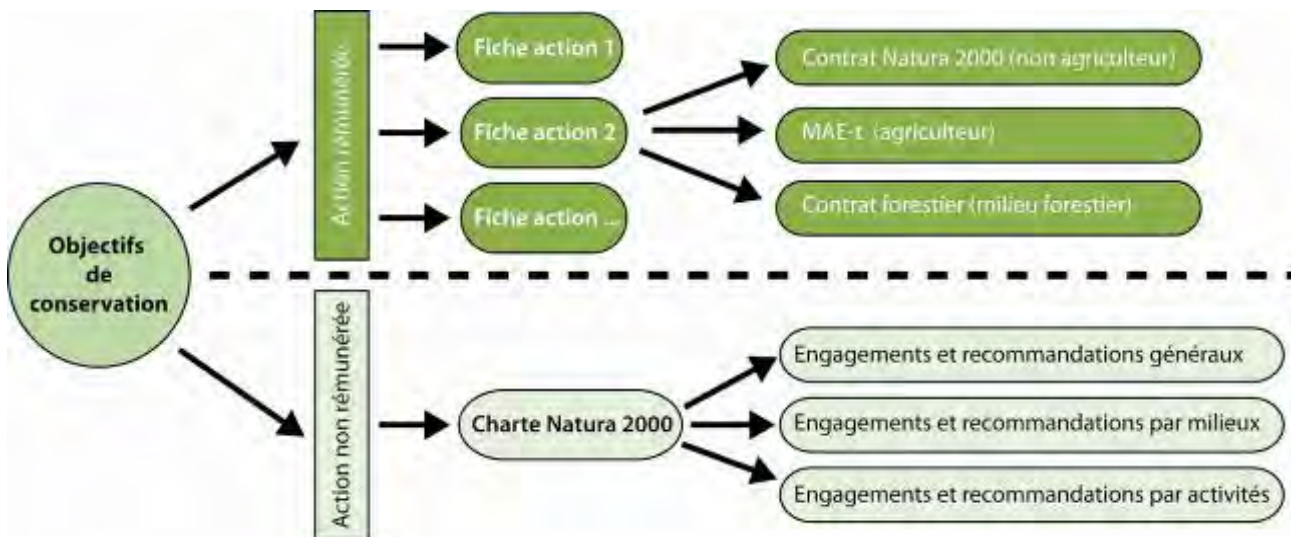 Objectifs
de
conservation
Action rémunérée
Fiche action 1
Fiche action 2
Fiche action ...
Contrat Natura 2000 (non agriculteur)
MAE-t (agriculteur)
Contrat forestier (milieu forestier)
Action non rémunérée
Charte Natura 2000
Engagements et recommandations généraux
Engagements et recommandations par milieux
Engagements et recommandations par activités